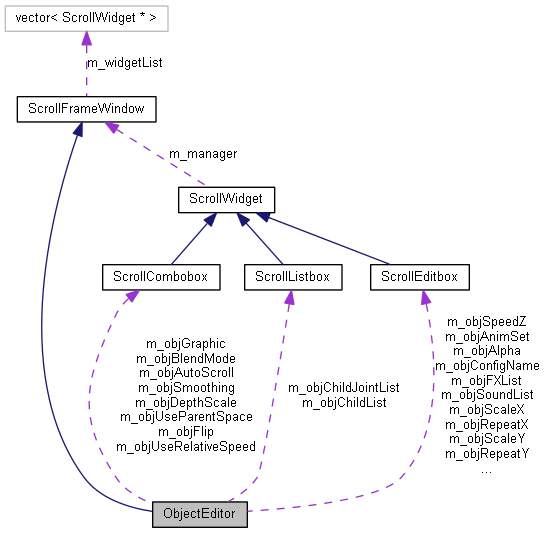 vector< ScrollWidget * >
m_widgetList
ScrollFrameWindow
m_manager
ScrollWidget
ScrollCombobox
ScrollListbox
ScrollEditbox
m_objGraphic
m_objBlendMode
m_objAutoScroll
m_objSmoothing
m_objDepthScale
m_objUseParentSpace
m_objFlip
m_objUseRelativeSpeed
m_objChildJointList
m_objChildList
m_objSpeedZ
m_objAnimSet
m_objAlpha
m_objConfigName
m_objFXList
m_objSoundList
m_objScaleX
m_objRepeatX
m_objScaleY
m_objRepeatY
...
ObjectEditor